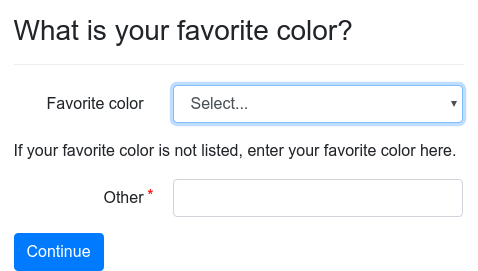 What is your favorite color?
Favorite color
Select...
If your favorite color is not listed, enter your favorite color here.
Other *
Continue